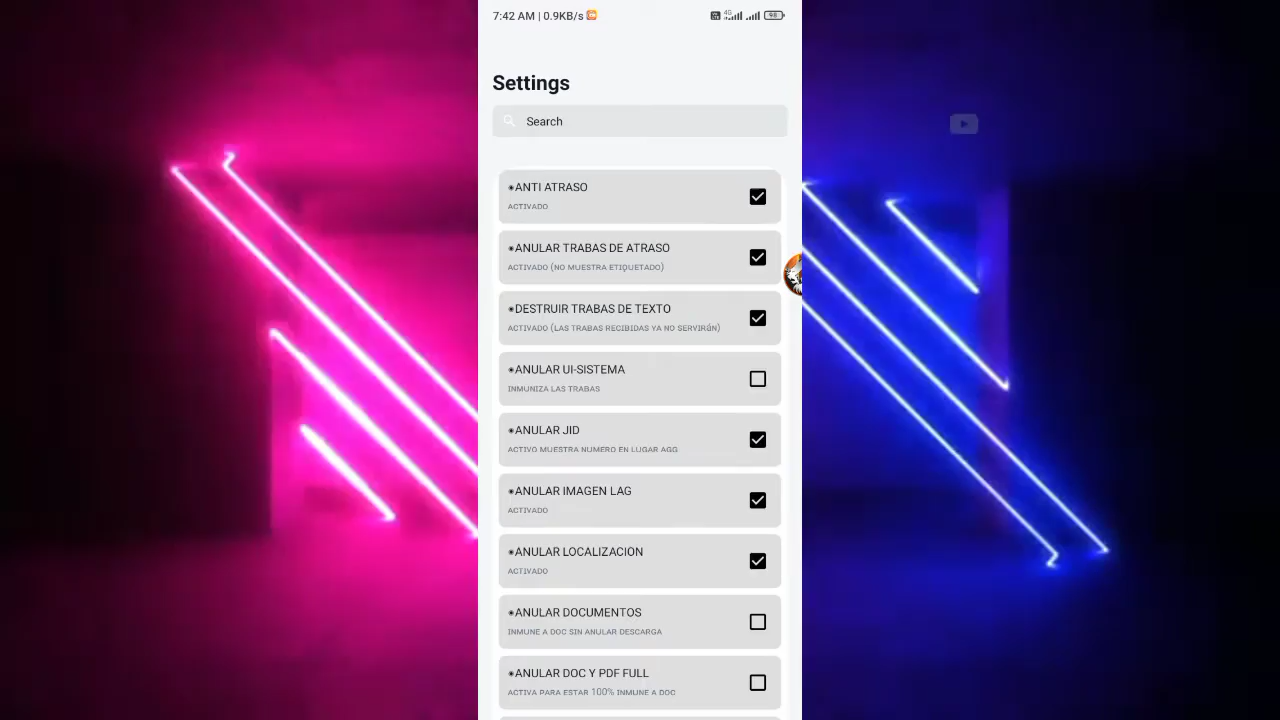 7:42 AM | 0.9KB/s
4G
98
Settings
Search
⁕ANTI ATRASO
ACTIVADO
⁕ANULAR TRABAS DE ATRASO
ACTIVADO (NO MUESTRA ETIQUETADO)
⁕DESTRUIR TRABAS DE TEXTO
ACTIVADO (LAS TRABAS RECIBIDAS YA NO SERVIRÁN)
⁕ANULAR UI-SISTEMA
INMUNIZA LAS TRABAS
⁕ANULAR JID
ACTIVO MUESTRA NUMERO EN LUGAR AGG
⁕ANULAR IMAGEN LAG
ACTIVADO
⁕ANULAR LOCALIZACION
ACTIVADO
⁕ANULAR DOCUMENTOS
INMUNE A DOC SIN ANULAR DESCARGA
⁕ANULAR DOC Y PDF FULL
ACTIVA PARA ESTAR 100% INMUNE A DOC